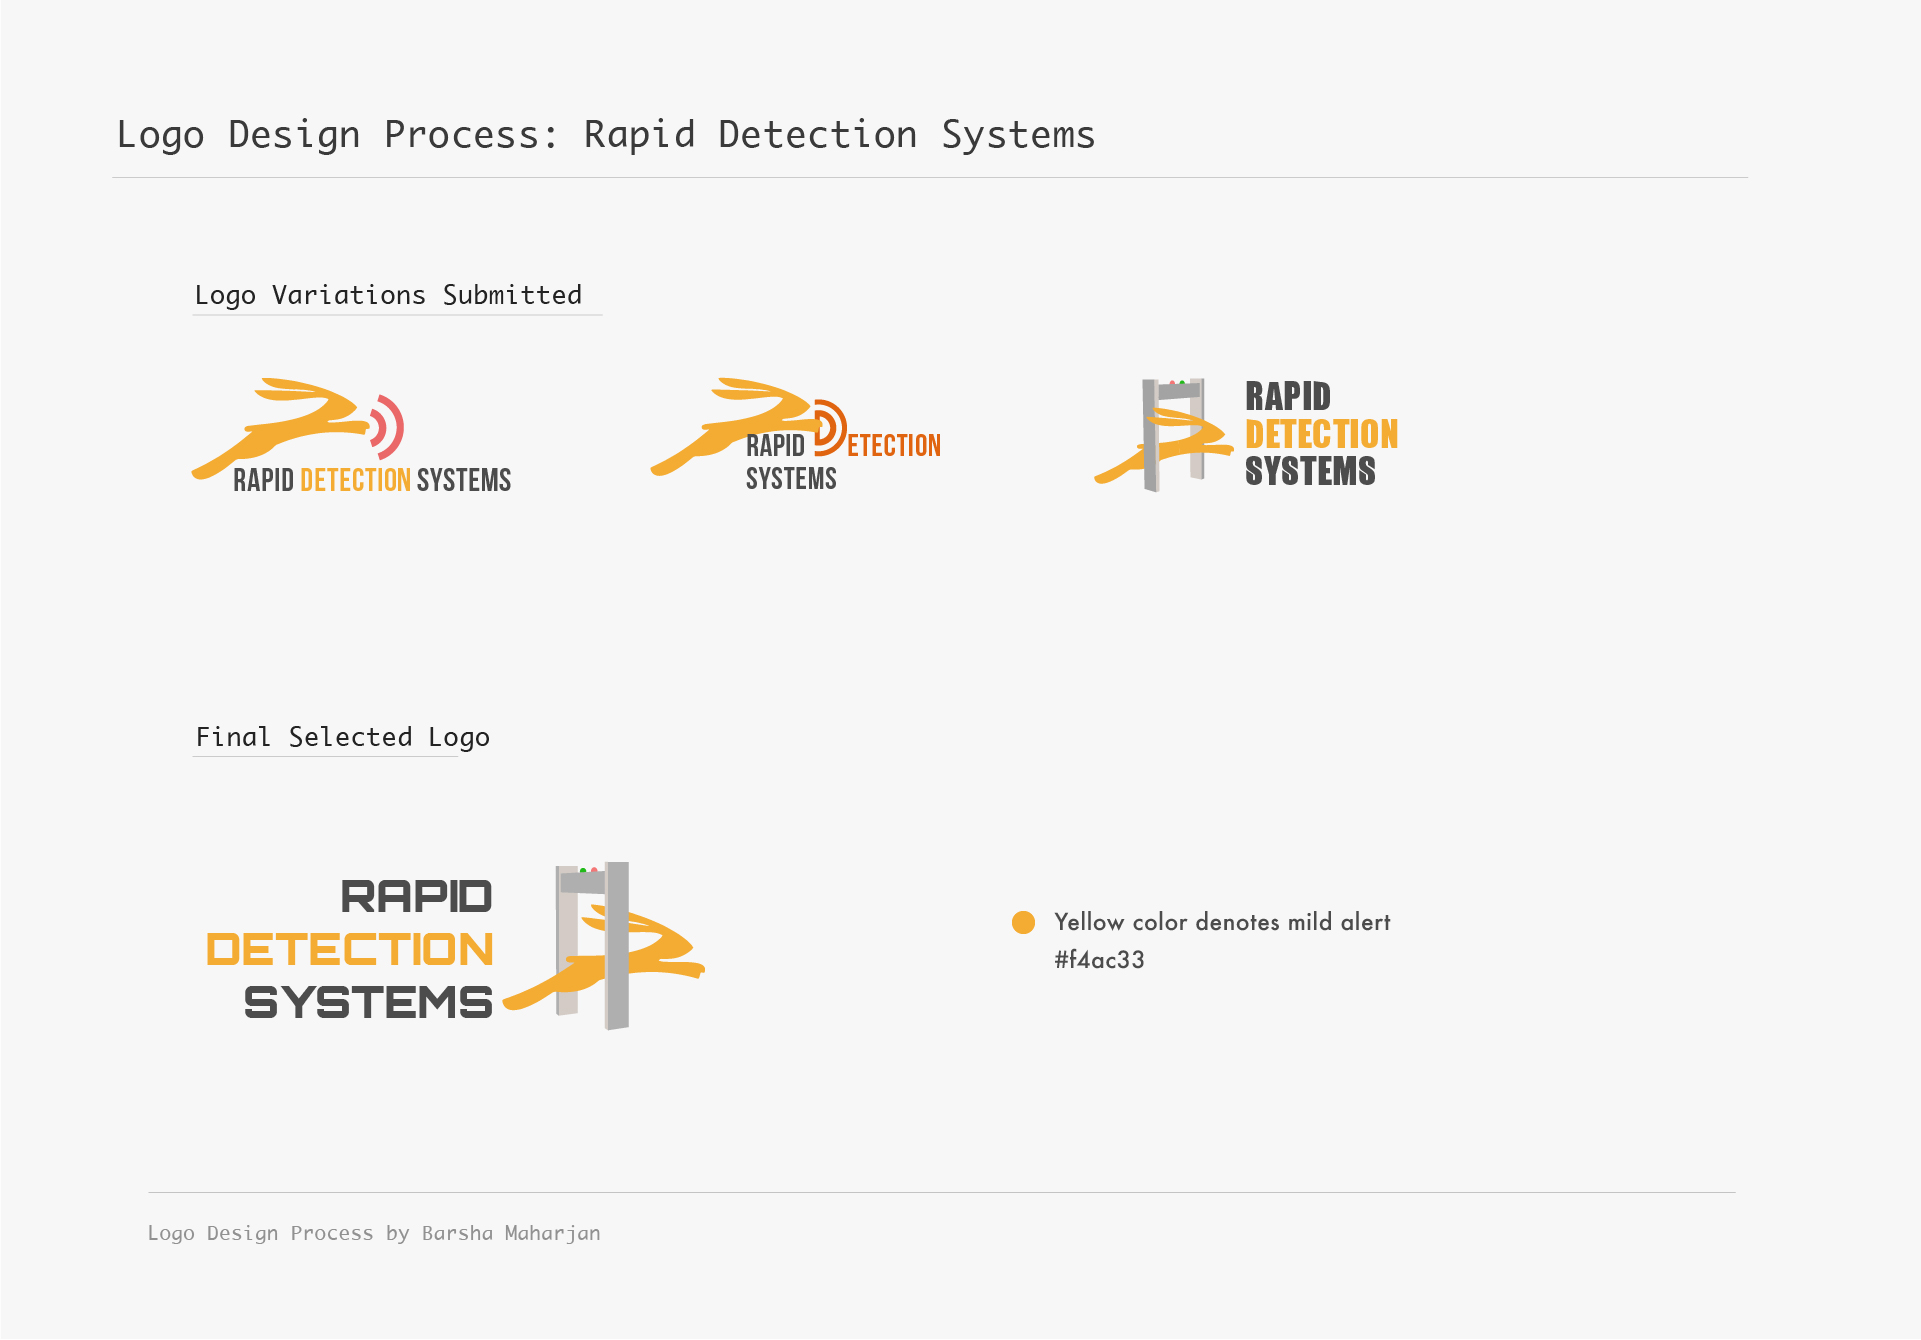 Logo Design Process: Rapid Detection Systems
Logo Variations Submitted
RAPID DETECTION SYSTEMS
RAPID DETECTION
SYSTEMS
RAPID
DETECTION
SYSTEMS
Final Selected Logo
RAPID
DETECTION
SYSTEMS
Yellow color denotes mild alert
#f4ac33
Logo Design Process by Barsha Maharjan